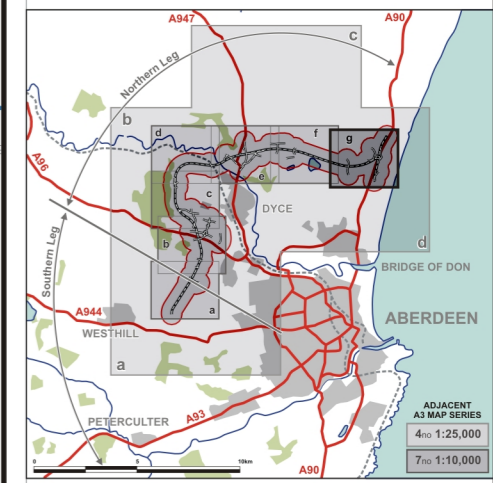 A947
A90
c
Northern Leg
b
d
f
g
A96
e
c
DYCE
Southern Leg
b
d
BRIDGE OF DON
a
A944
ABERDEEN
WESTHILL
a
ADJACENT
A3 MAP SERIES
PETERCULTER
A93
4no 1:25,000
7no 1:10,000
0
5
10km
A90